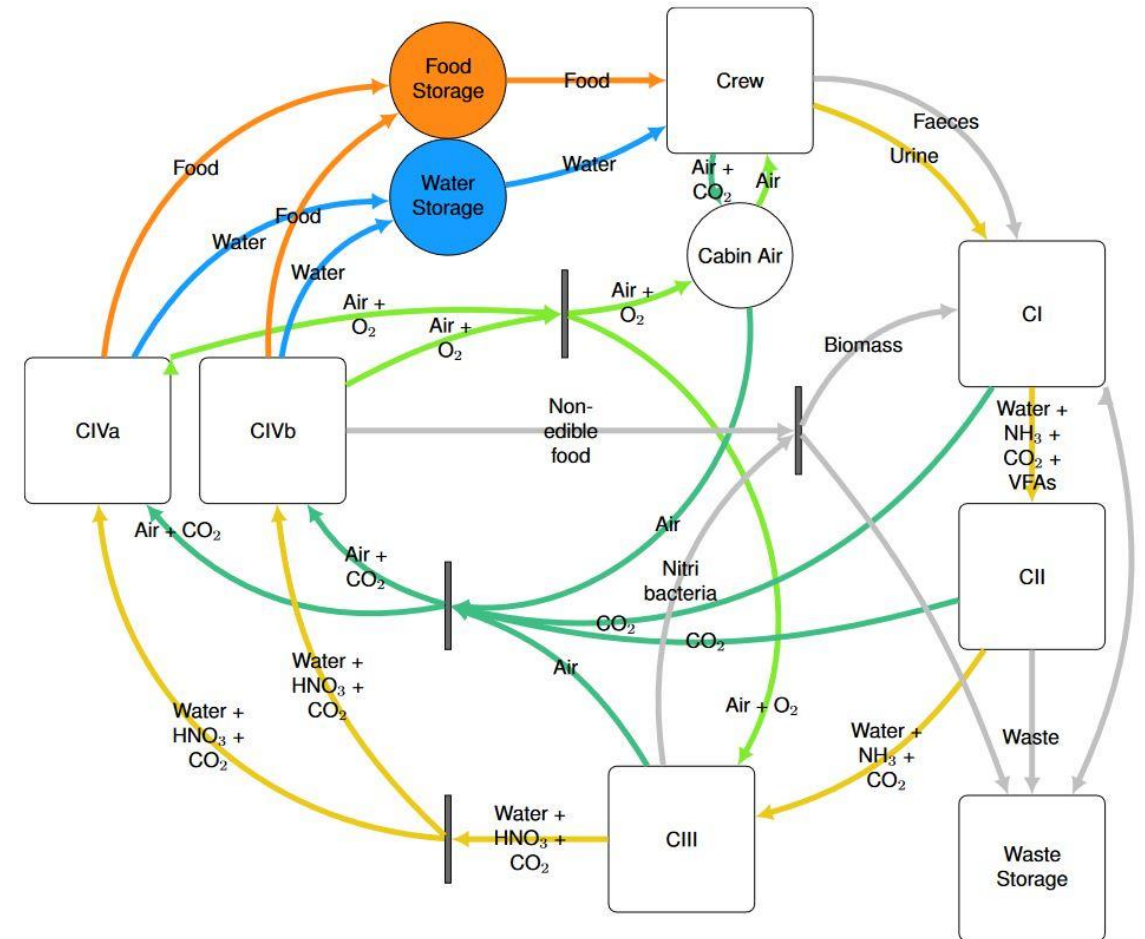 Food
Storage
Food
Crew
Faeces
Urine
Food
Water
Storage
Water
Air +
CO₂
Air
Food
Water
Water
Cabin Air
Air +
O₂
Air +
O₂
Air +
O₂
CI
Biomass
CIVa
CIVb
Non-
edible
food
Water +
NH₃ +
CO₂ +
VFAs
Air + CO₂
Air +
CO₂
Air
Nitri
bacteria
CII
CO₂
CO₂
Air
Water +
HNO₃ +
CO₂
Water +
HNO₃ +
CO₂
Air + O₂
Water +
NH₃ +
CO₂
Waste
Water +
HNO₃ +
CO₂
CIII
Waste
Storage